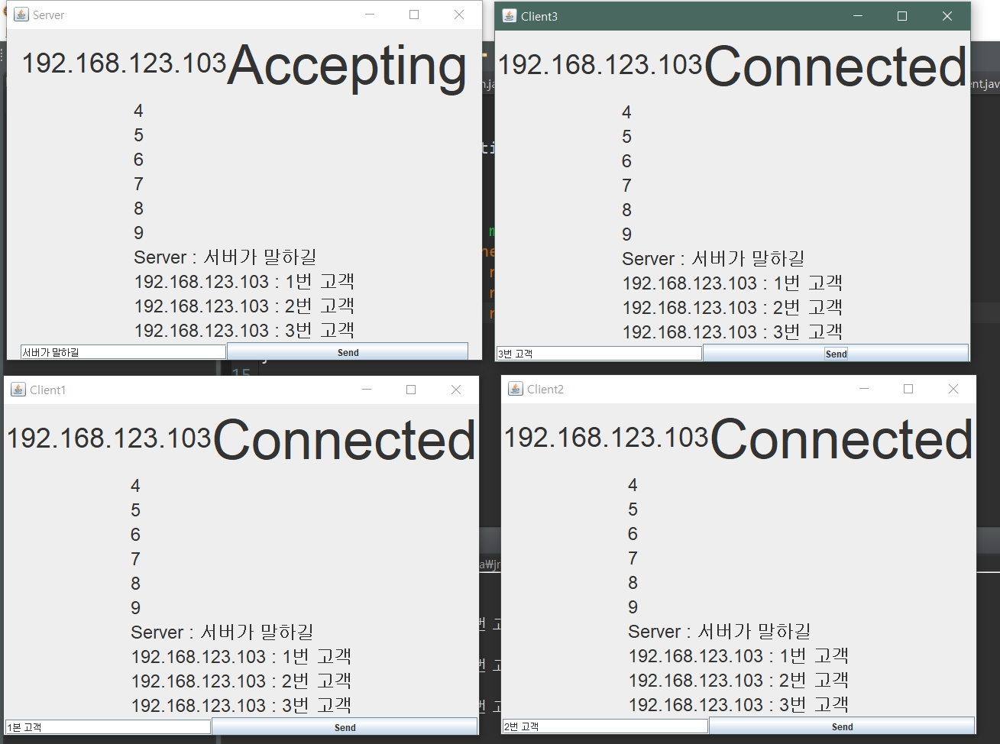 Server
192.168.123.103 Accepting
4
5
6
7
8
9
Server : 서버가 말하길
192.168.123.103 : 1번 고객
192.168.123.103 : 2번 고객
192.168.123.103 : 3번 고객
서버가 말하길 Send
Client3
192.168.123.103 Connected
4
5
6
7
8
9
Server : 서버가 말하길
192.168.123.103 : 1번 고객
192.168.123.103 : 2번 고객
192.168.123.103 : 3번 고객
3번 고객 Send
15
Client1
192.168.123.103 Connected
4
5
6
7
8
9
Server : 서버가 말하길
192.168.123.103 : 1번 고객
192.168.123.103 : 2번 고객
192.168.123.103 : 3번 고객
1본 고객 Send
Client2
192.168.123.103 Connected
4
5
6
7
8
9
Server : 서버가 말하길
192.168.123.103 : 1번 고객
192.168.123.103 : 2번 고객
192.168.123.103 : 3번 고객
2번 고객 Send